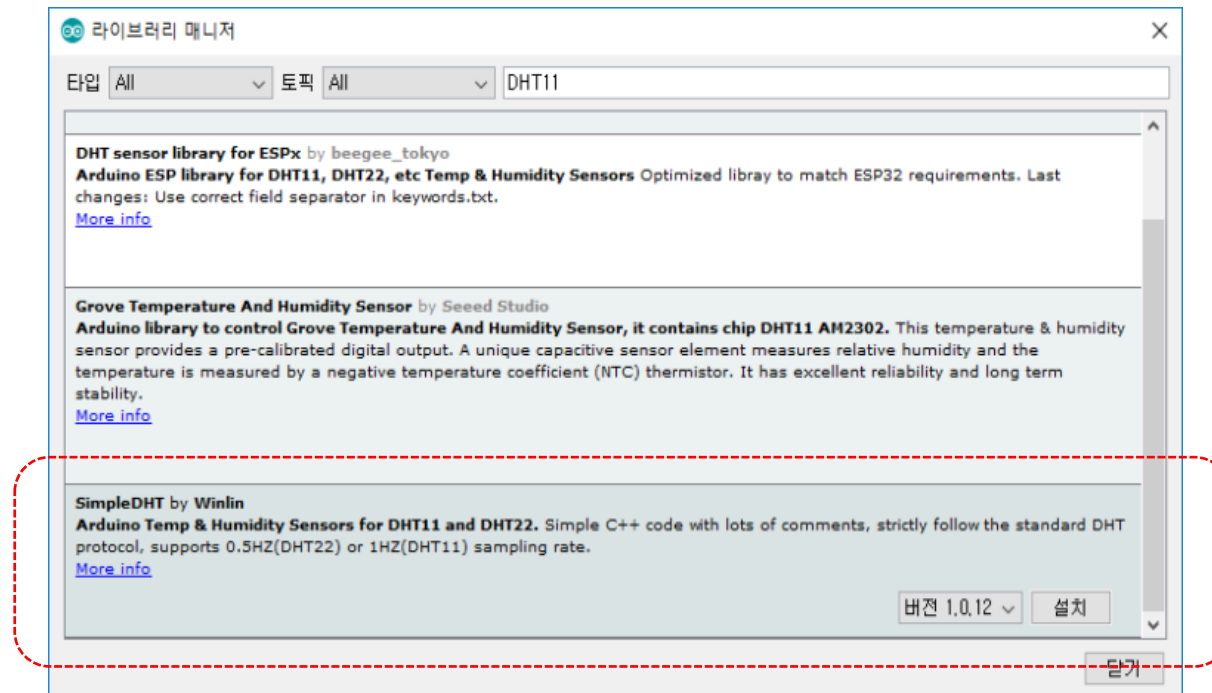 라이브러리 매니저
타입 All 토픽 All DHT11
DHT sensor library for ESPx by beegee_tokyo
Arduino ESP library for DHT11, DHT22, etc Temp & Humidity Sensors Optimized libray to match ESP32 requirements. Last
changes: Use correct field separator in keywords.txt.
More info
Grove Temperature And Humidity Sensor by Seeed Studio
Arduino library to control Grove Temperature And Humidity Sensor, it contains chip DHT11 AM2302. This temperature & humidity
sensor provides a pre-calibrated digital output. A unique capacitive sensor element measures relative humidity and the
temperature is measured by a negative temperature coefficient (NTC) thermistor. It has excellent reliability and long term
stability.
More info
SimpleDHT by Winlin
Arduino Temp & Humidity Sensors for DHT11 and DHT22. Simple C++ code with lots of comments, strictly follow the standard DHT
protocol, supports 0.5HZ(DHT22) or 1HZ(DHT11) sampling rate.
More info
버전 1.0.12 설치
닫기